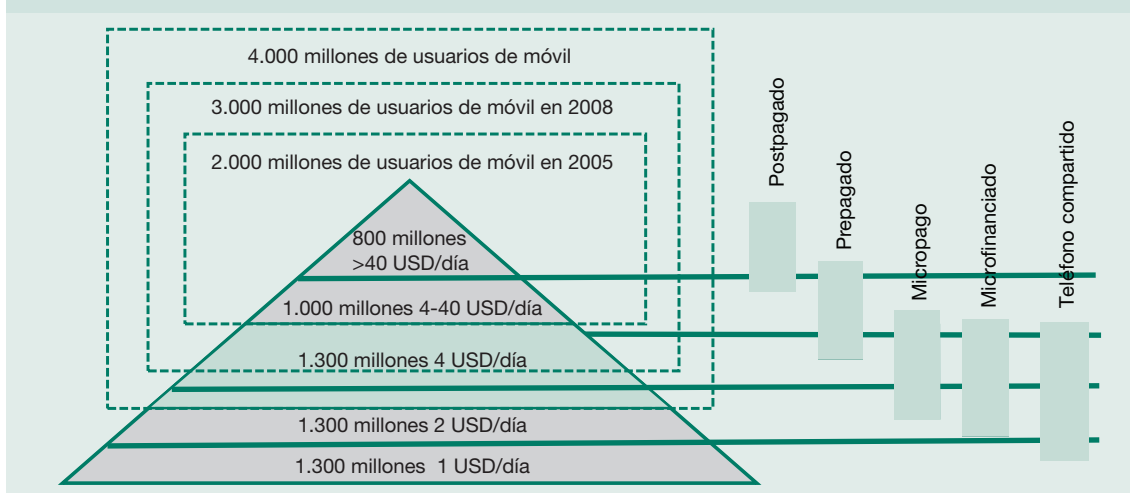 4.000 millones de usuarios de móvil
3.000 millones de usuarios de móvil en 2008
2.000 millones de usuarios de móvil en 2005
800 millones
>40 USD/día
1.000 millones 4-40 USD/día
1.300 millones 4 USD/día
1.300 millones 2 USD/día
1.300 millones 1 USD/día
Postpagado
Prepagado
Micropago
Microfinanciado
Teléfono compartido